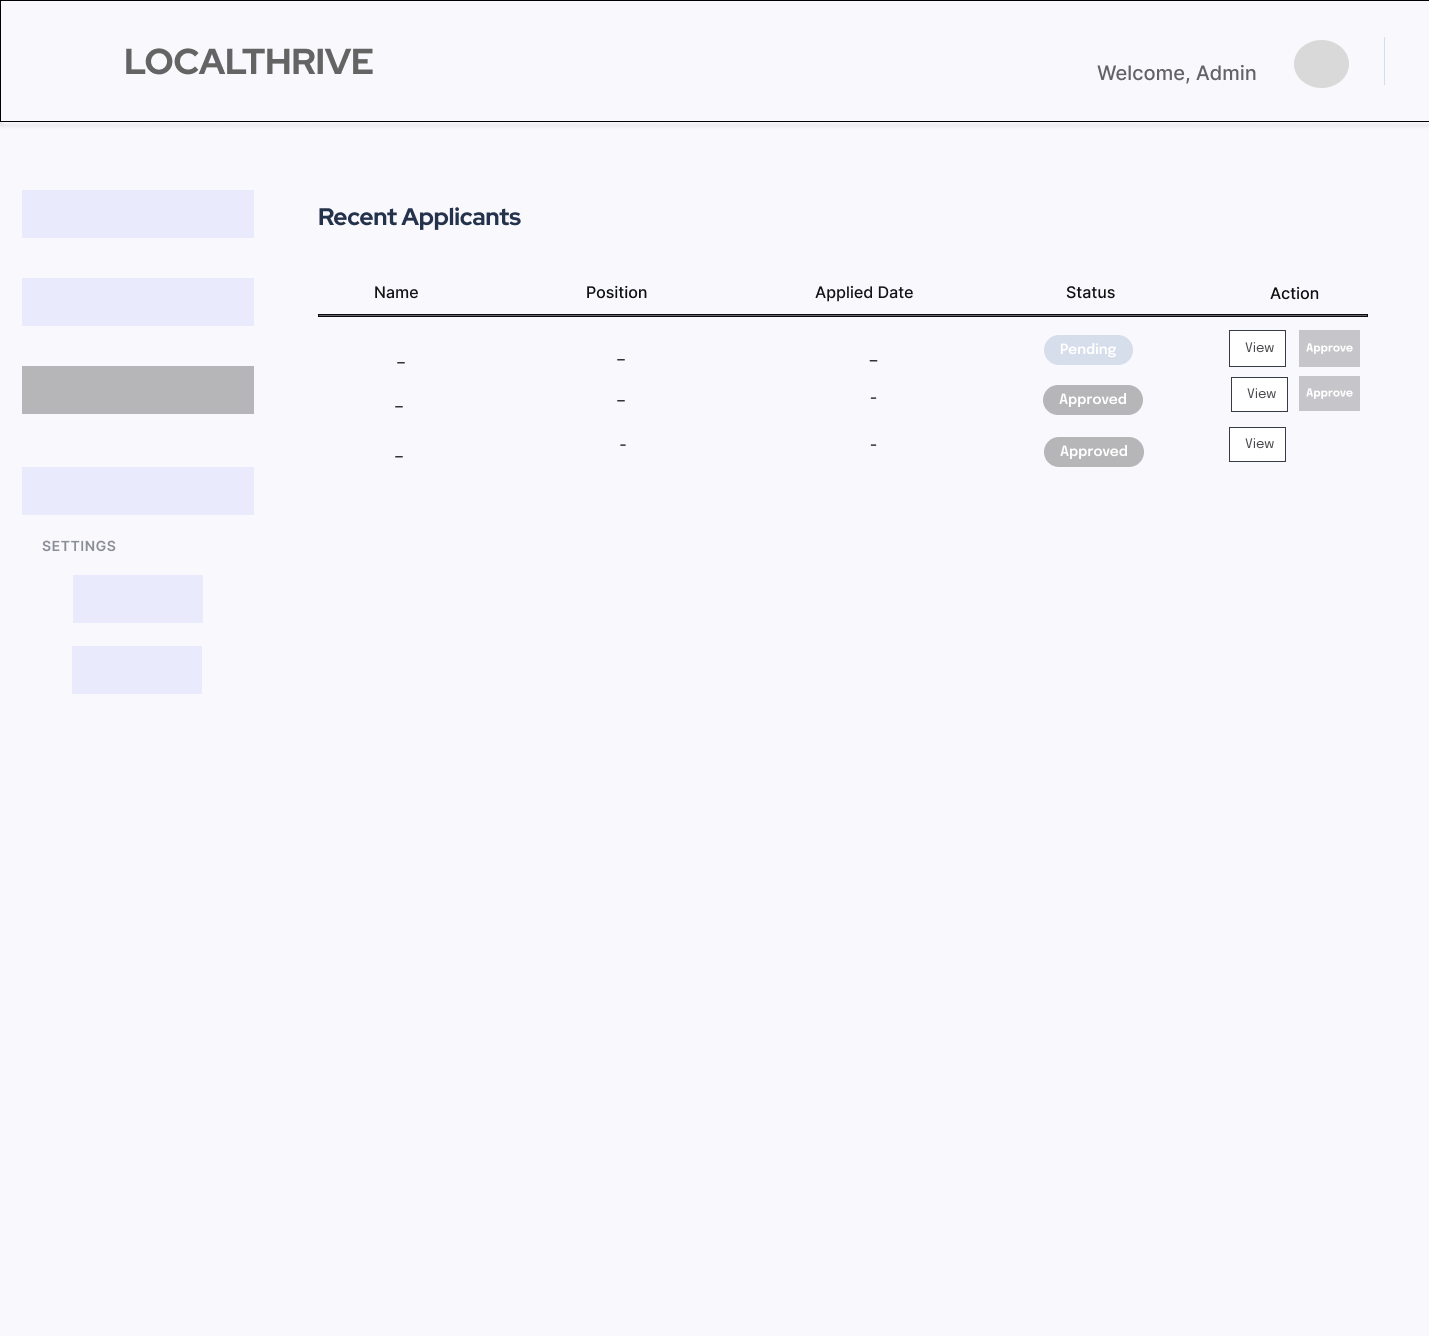 LOCALTHRIVE
Welcome, Admin
Recent Applicants
Name Position Applied Date Status Action
– – – Pending View Approve
– – - Approved View Approve
– - - Approved View
SETTINGS